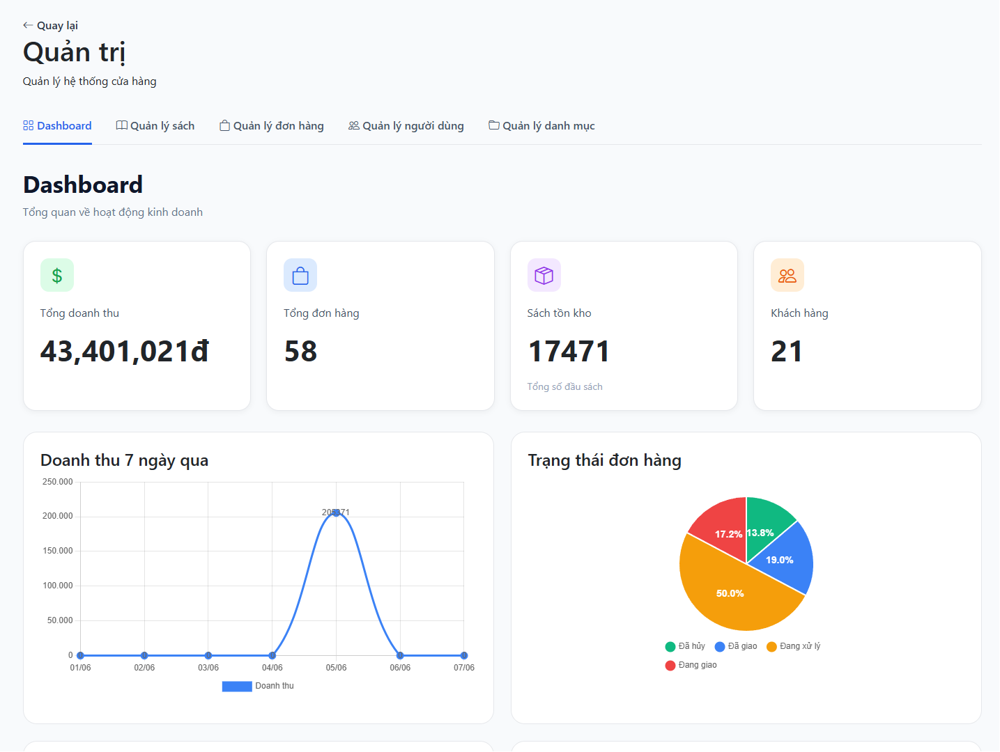 Quay lại
Quản trị
Quản lý hệ thống cửa hàng
Dashboard Quản lý sách Quản lý đơn hàng Quản lý người dùng Quản lý danh mục
Dashboard
Tổng quan về hoạt động kinh doanh
$
Tổng doanh thu
43,401,021đ
Tổng đơn hàng
58
Sách tồn kho
17471
Tổng số đầu sách
Khách hàng
21
Doanh thu 7 ngày qua
250.000
200.000
150.000
100.000
50.000
0
01/06 02/06 03/06 04/06 05/06 06/06 07/06
Doanh thu
Trạng thái đơn hàng
17.2% 13.8%
19.0%
50.0%
Đã hủy Đã giao Đang xử lý
Đang giao